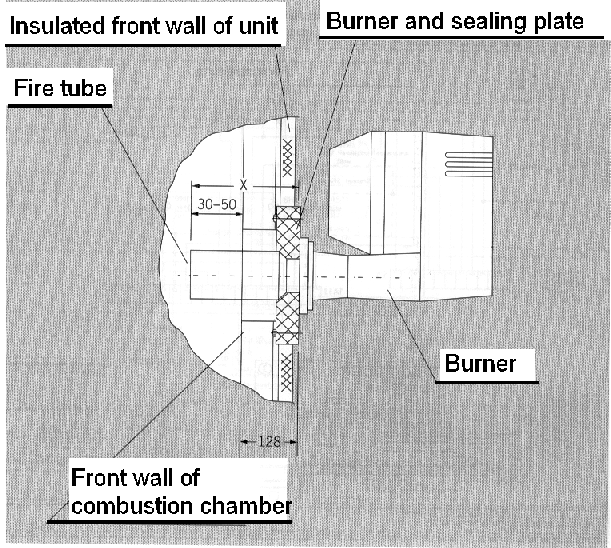 Insulated front wall of unit
Burner and sealing plate
Fire tube
X
30-50
Burner
128
Front wall of
combustion chamber